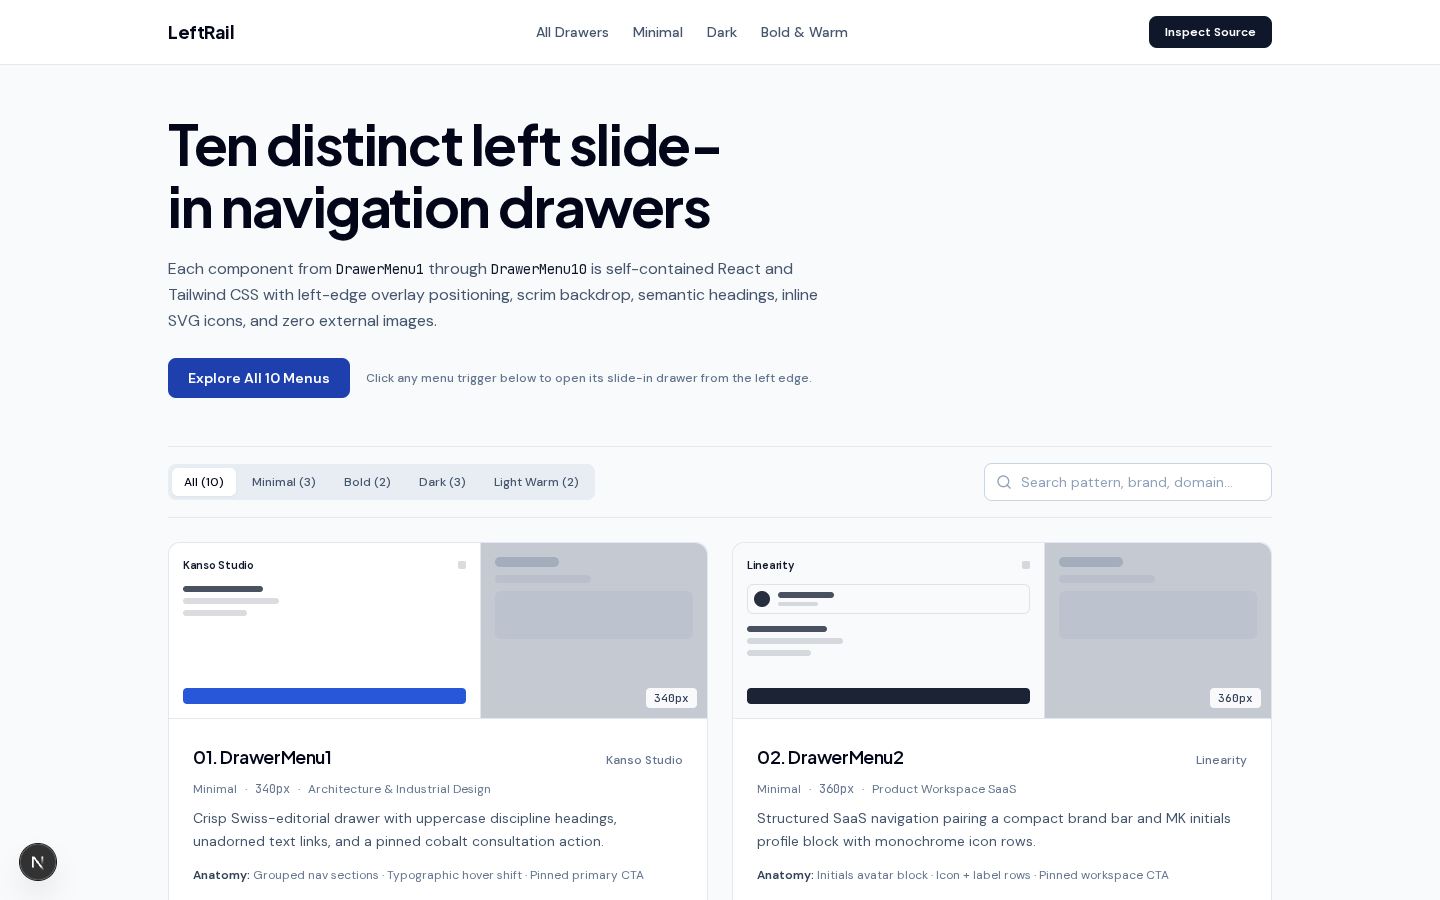 LeftRail
All Drawers
Minimal
Dark
Bold & Warm
Inspect Source
Ten distinct left slide-
in navigation drawers
Each component from DrawerMenu1 through DrawerMenu10 is self-contained React and
Tailwind CSS with left-edge overlay positioning, scrim backdrop, semantic headings, inline
SVG icons, and zero external images.
Explore All 10 Menus
Click any menu trigger below to open its slide-in drawer from the left edge.
All (10)
Minimal (3)
Bold (2)
Dark (3)
Light Warm (2)
Search pattern, brand, domain...
Kanso Studio
340px
01. DrawerMenu1
Kanso Studio
Minimal · 340px · Architecture & Industrial Design
Crisp Swiss-editorial drawer with uppercase discipline headings,
unadorned text links, and a pinned cobalt consultation action.
Anatomy: Grouped nav sections · Typographic hover shift · Pinned primary CTA
Linearity
360px
02. DrawerMenu2
Linearity
Minimal · 360px · Product Workspace SaaS
Structured SaaS navigation pairing a compact brand bar and MK initials
profile block with monochrome icon rows.
Anatomy: Initials avatar block · Icon + label rows · Pinned workspace CTA
N